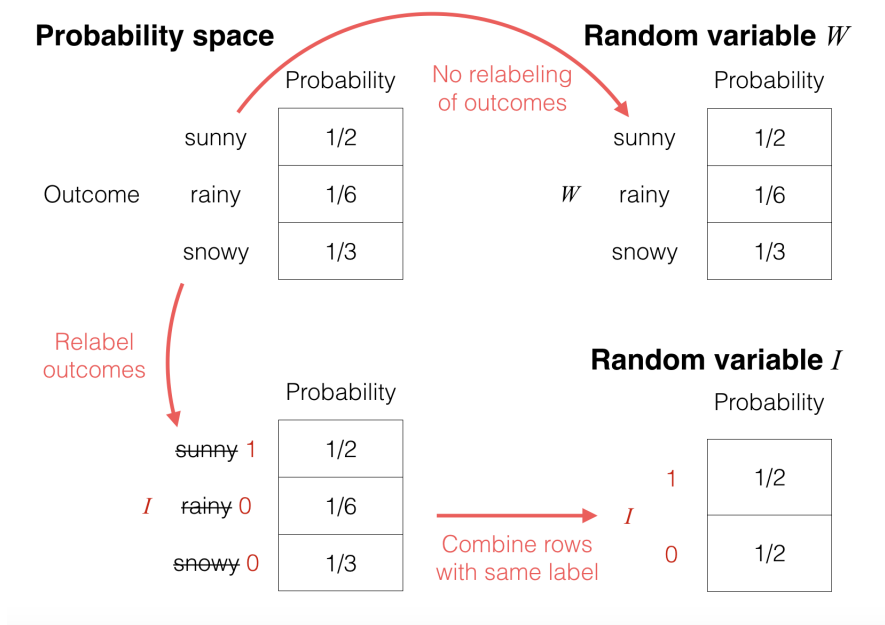 Probability space
Random variable W
Probability
No relabeling
of outcomes
Probability
sunny 1/2
sunny 1/2
Outcome rainy 1/6
W rainy 1/6
snowy 1/3
snowy 1/3
Relabel
outcomes
Random variable I
Probability
Probability
sunny 1 1/2
1 1/2
I rainy 0 1/6
I
Combine rows
with same label
0 1/2
snowy 0 1/3